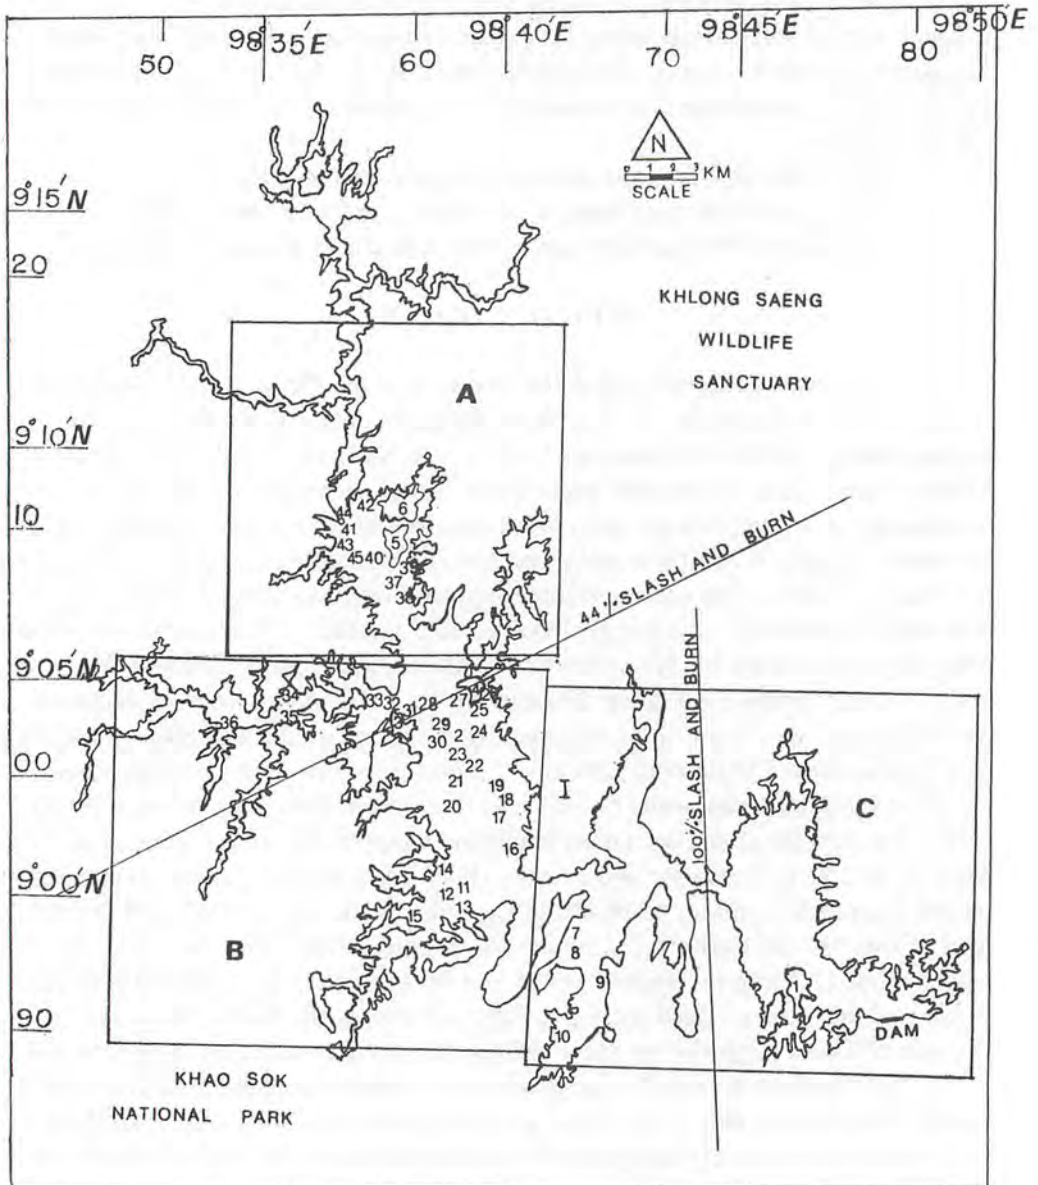 98°35'E 98°40'E 98°45'E 98°50'E
50 60 70 80
N
0 1 2 3 KM
SCALE
9°15'N
20
KHLONG SAENG
WILDLIFE
SANCTUARY
A
9°10'N
10
44 42 6
41
43 5
45 40 39
37
38
44% SLASH AND BURN
100% SLASH AND BURN
9°05'N
34 33 32 31 28 27 26
36 35 1 29 2 25 24
30 23
00 22
21 19
I
C
20 18
17
16
9°00'N
14
11
12
15 13
7
8
B
9
90
10
DAM
KHAO SOK
NATIONAL PARK